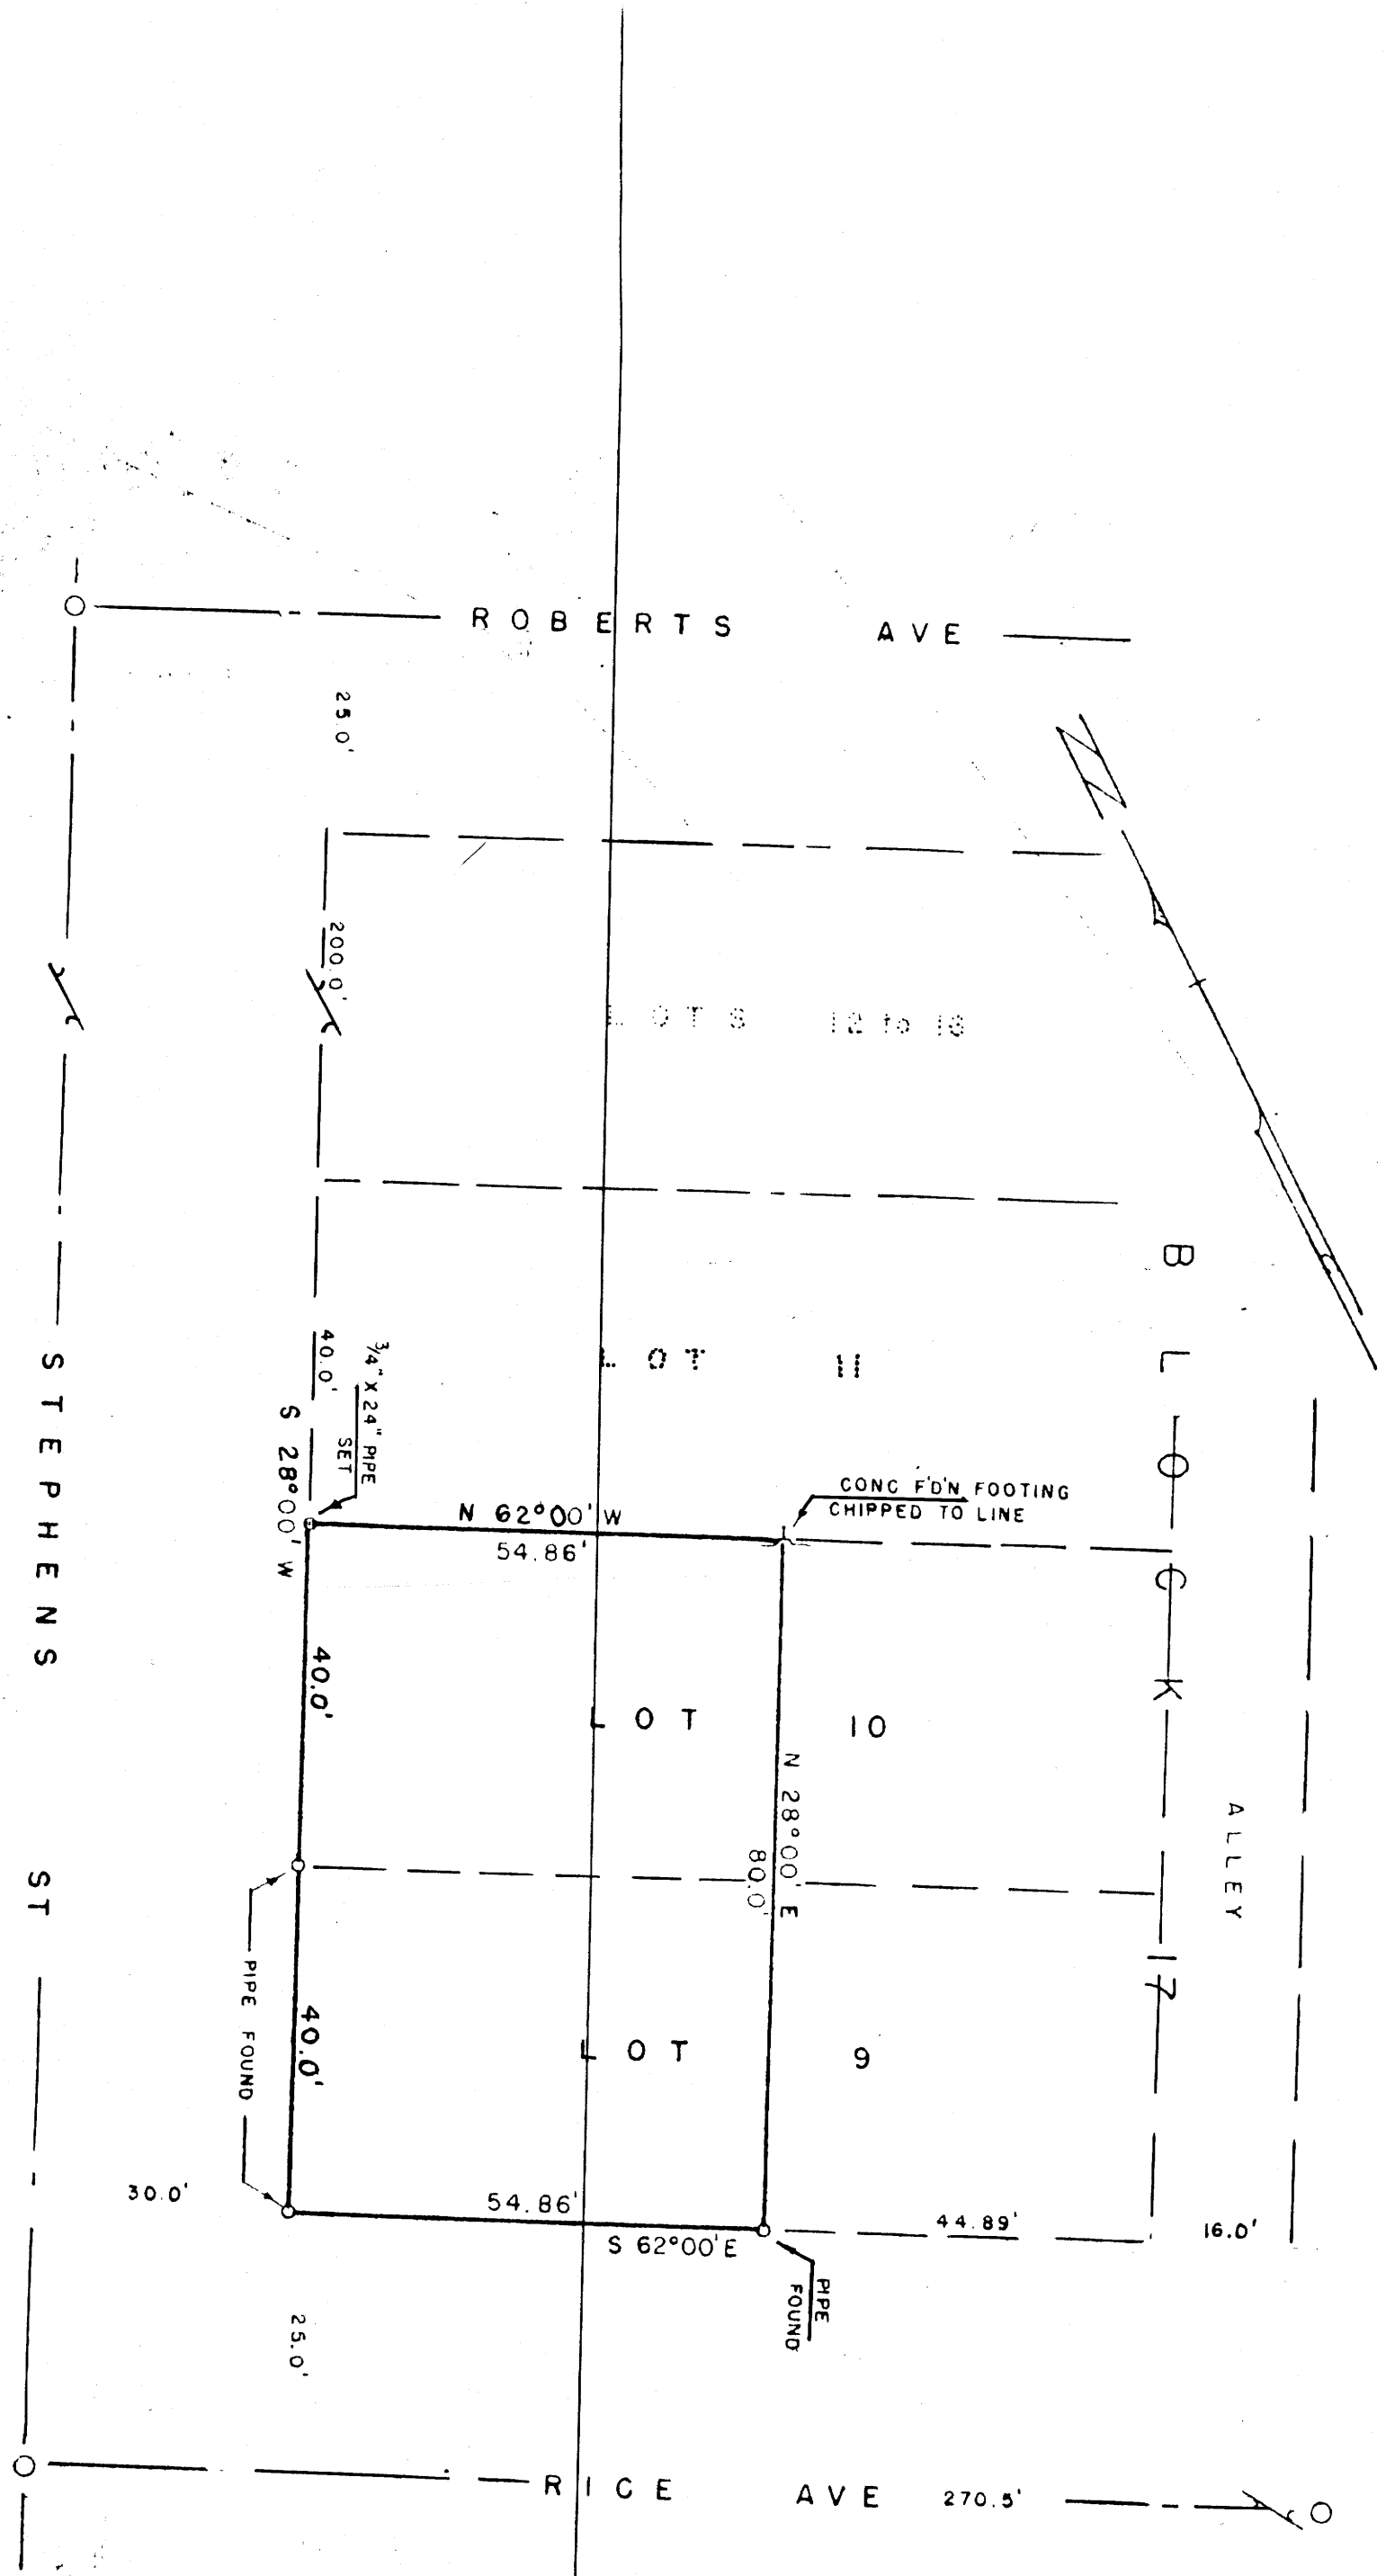 ROBERTS AVE
25.0'
200.0'
LOTS 12 to 16
N
BLOCK 17
LOT 11
40.0'
3/4" X 24" PIPE
SET
S 28°00' W
CONC F'D'N FOOTING
CHIPPED TO LINE
N 62°00' W
54.86'
40.0'
LOT 10
N 28°00' E
80.0'
ALLEY
STEPHENS ST
PIPE FOUND
40.0'
LOT 9
30.0'
54.86'
S 62°00' E
44.89'
16.0'
PIPE
FOUND
25.0'
RICE AVE 270.5'